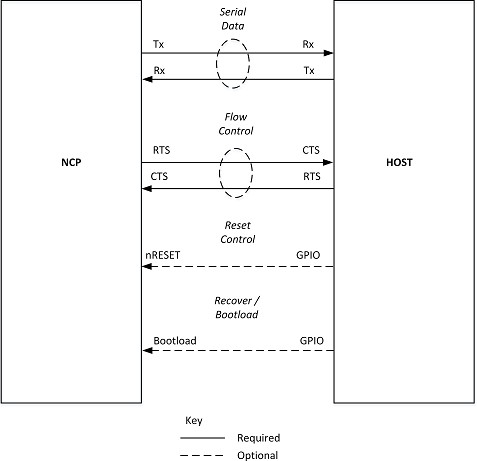 Serial
Data
Tx Rx
Rx Tx
Flow
Control
RTS CTS
NCP HOST
CTS RTS
Reset
Control
nRESET GPIO
Recover /
Bootload
Bootload GPIO
Key
Required
Optional